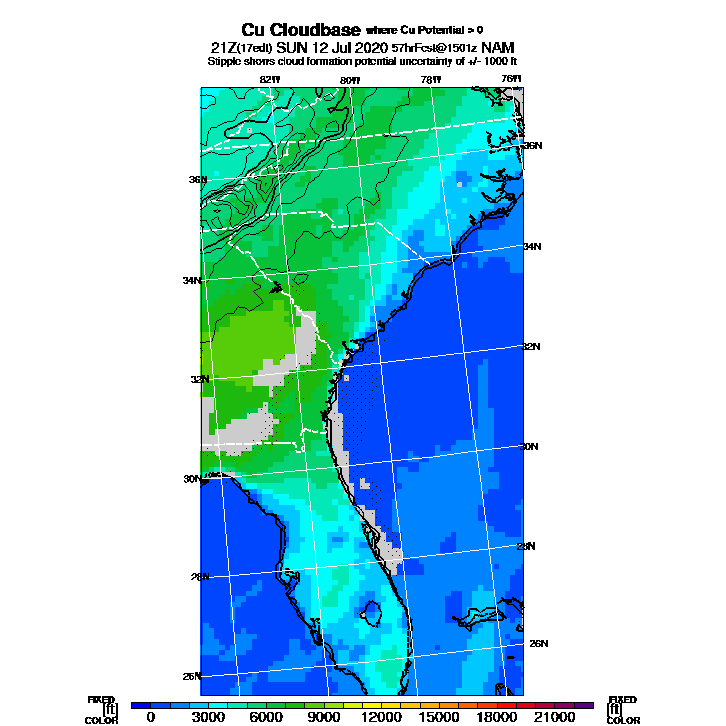 Cu Cloudbase where Cu Potential > 0
21Z(17edt) SUN 12 Jul 2020 57hrFcst@1501z NAM
Stipple shows cloud formation potential uncertainty of +/- 1000 ft
82W 80W 78W 76W
36N
36N
34N
34N
32N
32N
30N
30N
28N
28N
26N
26N
FIXED FIXED
[ft] [ft]
COLOR COLOR
0 3000 6000 9000 12000 15000 18000 21000